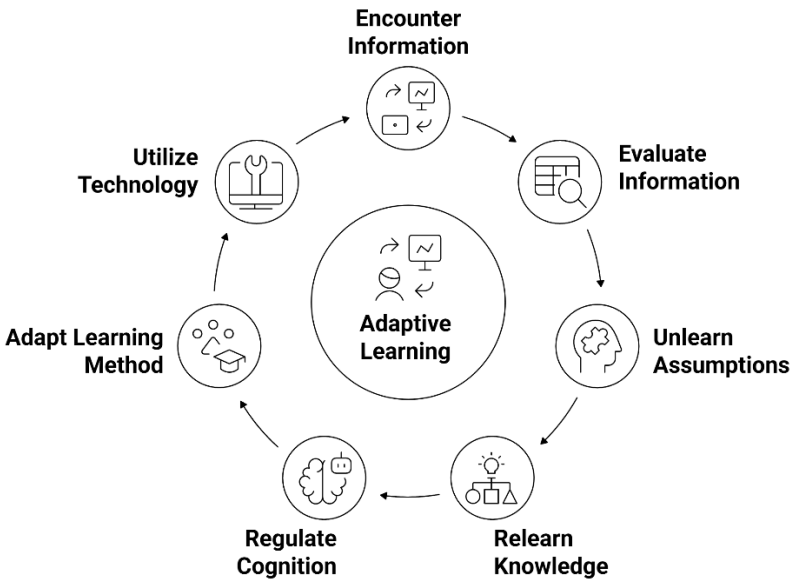 Encounter
Information
Evaluate
Information
Unlearn
Assumptions
Relearn
Knowledge
Regulate
Cognition
Adapt Learning
Method
Utilize
Technology
Adaptive
Learning